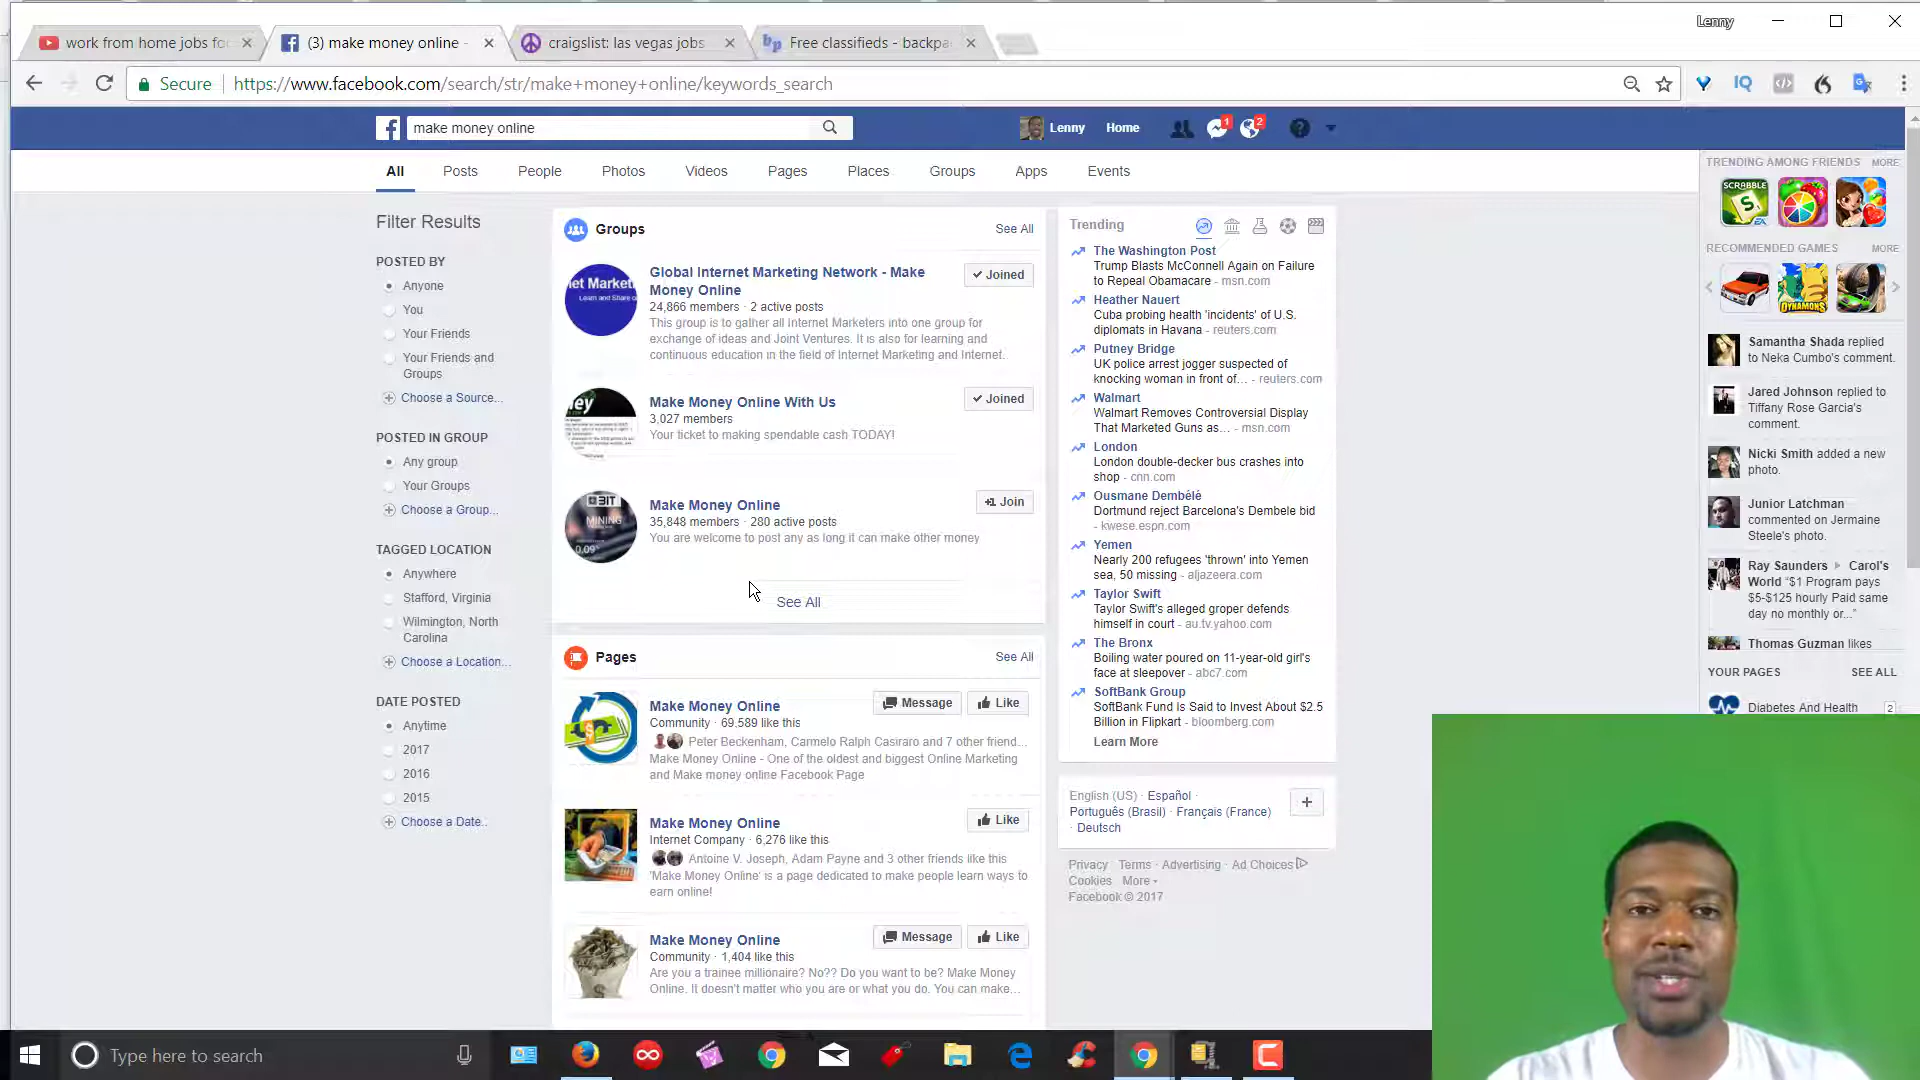 Lenny
work from home jobs fo
(3) make money online -
craigslist: las vegas jobs
Free classifieds - backpa
Secure
https://www.facebook.com/search/str/make+money+online/keywords_search
IQ
make money online
Lenny
Home
1
2
All
Posts
People
Photos
Videos
Pages
Places
Groups
Apps
Events
Filter Results
POSTED BY
Anyone
You
Your Friends
Your Friends and
Groups
Choose a Source...
POSTED IN GROUP
Any group
Your Groups
Choose a Group...
TAGGED LOCATION
Anywhere
Stafford, Virginia
Wilmington, North
Carolina
Choose a Location...
DATE POSTED
Anytime
2017
2016
2015
Choose a Date..
Groups
See All
Global Internet Marketing Network - Make
Money Online
Joined
24,866 members · 2 active posts
This group is to gather all Internet Marketers into one group for
exchange of ideas and Joint Ventures. It is also for learning and
continuous education in the field of Internet Marketing and Internet.
Make Money Online With Us
Joined
3,027 members
Your ticket to making spendable cash TODAY!
Make Money Online
+1 Join
35,848 members · 280 active posts
You are welcome to post any as long it can make other money
See All
Pages
See All
Make Money Online
Message
Like
Community · 69,589 like this
Peter Beckenham, Carmelo Ralph Casiraro and 7 other friend...
Make Money Online - One of the oldest and biggest Online Marketing
and Make money online Facebook Page
Make Money Online
Like
Internet Company · 6,276 like this
Antoine V. Joseph, Adam Payne and 3 other friends like this
'Make Money Online' is a page dedicated to make people learn ways to
earn online!
Make Money Online
Message
Like
Community · 1,404 like this
Are you a trainee millionaire? No?? Do you want to be? Make Money
Online. It doesn't matter who you are or what you do. You can make...
Trending
The Washington Post
Trump Blasts McConnell Again on Failure
to Repeal Obamacare - msn.com
Heather Nauert
Cuba probing health 'incidents' of U.S.
diplomats in Havana - reuters.com
Putney Bridge
UK police arrest jogger suspected of
knocking woman in front of... - reuters.com
Walmart
Walmart Removes Controversial Display
That Marketed Guns as... - msn.com
London
London double-decker bus crashes into
shop - cnn.com
Ousmane Dembélé
Dortmund reject Barcelona's Dembele bid
- kwese.espn.com
Yemen
Nearly 200 refugees 'thrown' into Yemen
sea, 50 missing - aljazeera.com
Taylor Swift
Taylor Swift's alleged groper defends
himself in court - au.tv.yahoo.com
The Bronx
Boiling water poured on 11-year-old girl's
face at sleepover - abc7.com
SoftBank Group
SoftBank Fund Is Said to Invest About $2.5
Billion in Flipkart - bloomberg.com
Learn More
English (US) · Español ·
Português (Brasil) · Français (France)
· Deutsch
Privacy · Terms · Advertising · Ad Choices
Cookies · More
Facebook © 2017
TRENDING AMONG FRIENDS
MORE
SCRABBLE
RECOMMENDED GAMES
MORE
DYNAMONS
Samantha Shada replied
to Neka Cumbo's comment.
Jared Johnson replied to
Tiffany Rose Garcia's
comment.
Nicki Smith added a new
photo.
Junior Latchman
commented on Jermaine
Steele's photo.
Ray Saunders ▸ Carol's
World "$1 Program pays
$5-$125 hourly Paid same
day no monthly or..."
Thomas Guzman likes
YOUR PAGES
SEE ALL
Diabetes And Health
2
Type here to search